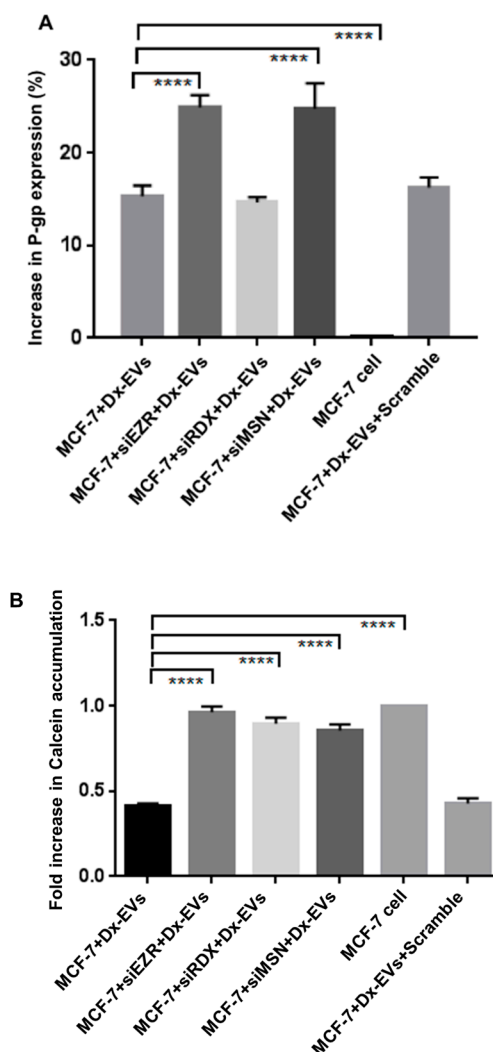 A
Increase in P-gp expression (%)
30
20
10
0
****
****
****
MCF-7+Dx-EVs
MCF-7+siEZR+Dx-EVs
MCF-7+siRDX+Dx-EVs
MCF-7+siMSN+Dx-EVs
MCF-7 cell
MCF-7+Dx-EVs+Scramble
B
Fold increase in Calcein accumulation
1.5
1.0
0.5
0.0
****
****
****
****
MCF-7+Dx-EVs
MCF-7+siEZR+Dx-EVs
MCF-7+siRDX+Dx-EVs
MCF-7+siMSN+Dx-EVs
MCF-7 cell
MCF-7+Dx-EVs+Scramble